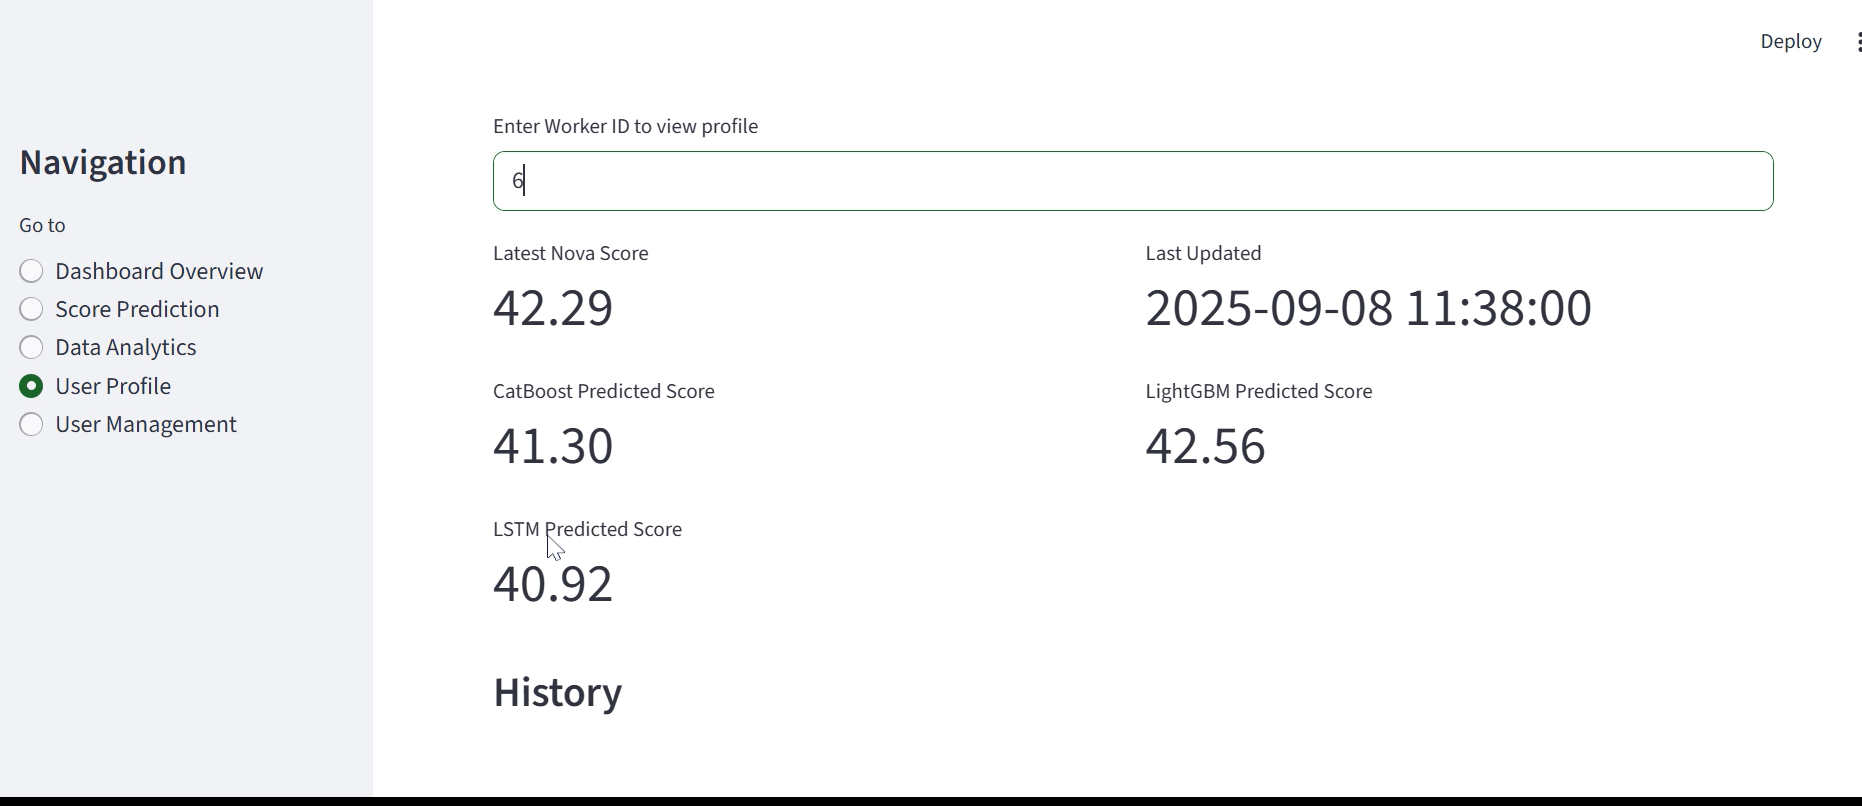 Deploy
Navigation
Go to
Dashboard Overview
Score Prediction
Data Analytics
User Profile
User Management
Enter Worker ID to view profile
6
Latest Nova Score
42.29
Last Updated
2025-09-08 11:38:00
CatBoost Predicted Score
41.30
LightGBM Predicted Score
42.56
LSTM Predicted Score
40.92
History